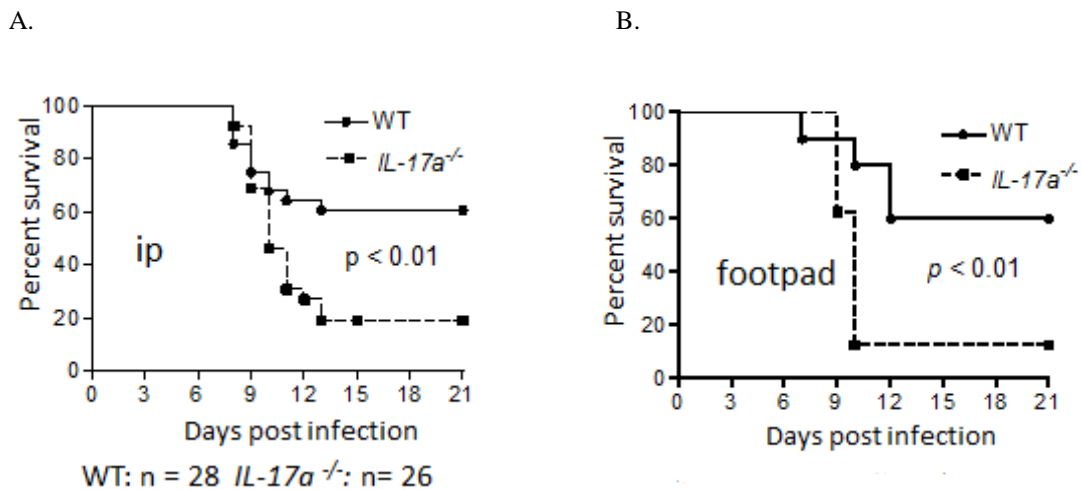 A.
B.
100
80
60
40
20
0
Percent survival
WT
IL-17a-/-
ip
p < 0.01
0 3 6 9 12 15 18 21
Days post infection
WT: n = 28 IL-17a -/-: n= 26
100
80
60
40
20
0
Percent survival
WT
IL-17a-/-
footpad
p < 0.01
0 3 6 9 12 15 18 21
Days post infection